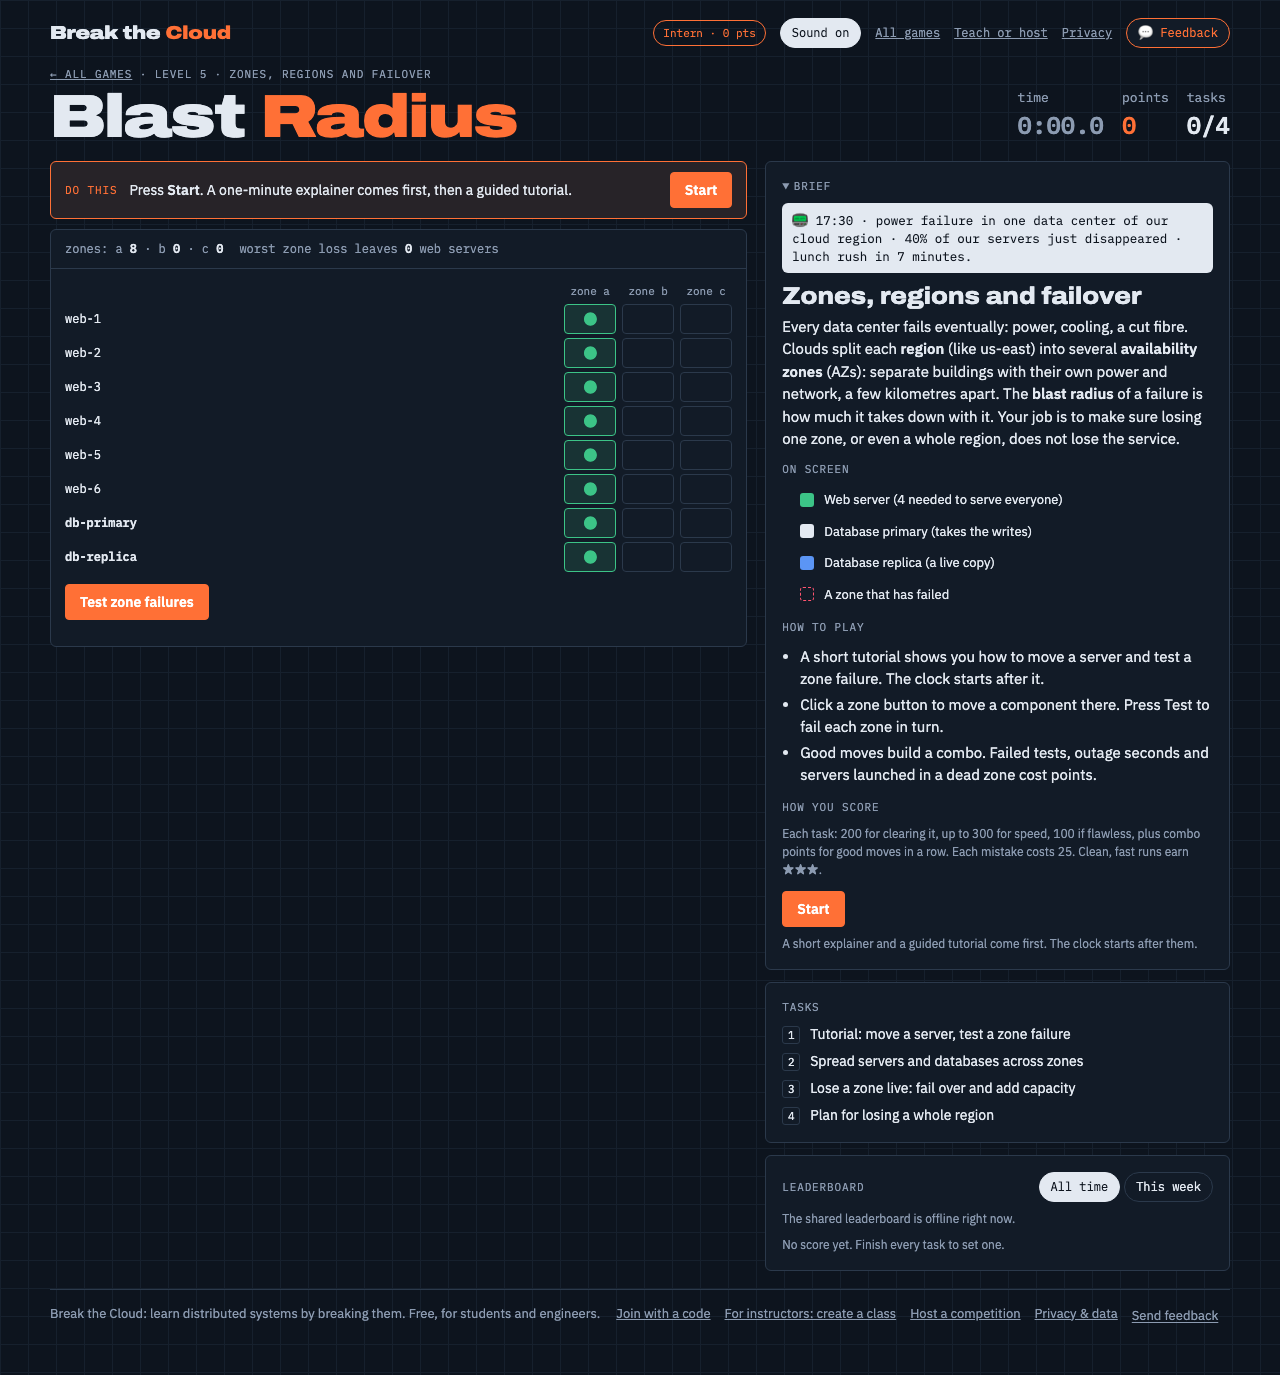 Break the Cloud
Intern · 0 pts
Sound on
All games
Teach or host
Privacy
💬 Feedback
← ALL GAMES · LEVEL 5 · ZONES, REGIONS AND FAILOVER
Blast Radius
time
points
tasks
0:00.0
0
0/4
DO THIS Press Start. A one-minute explainer comes first, then a guided tutorial.
Start
zones: a 8 · b 0 · c 0 worst zone loss leaves 0 web servers
zone a zone b zone c
web-1
web-2
web-3
web-4
web-5
web-6
db-primary
db-replica
Test zone failures
▼ BRIEF
📟 17:30 · power failure in one data center of our
cloud region · 40% of our servers just disappeared ·
lunch rush in 7 minutes.
Zones, regions and failover
Every data center fails eventually: power, cooling, a cut fibre.
Clouds split each region (like us-east) into several availability
zones (AZs): separate buildings with their own power and
network, a few kilometres apart. The blast radius of a failure is
how much it takes down with it. Your job is to make sure losing
one zone, or even a whole region, does not lose the service.
ON SCREEN
Web server (4 needed to serve everyone)
Database primary (takes the writes)
Database replica (a live copy)
A zone that has failed
HOW TO PLAY
• A short tutorial shows you how to move a server and test a
zone failure. The clock starts after it.
• Click a zone button to move a component there. Press Test to
fail each zone in turn.
• Good moves build a combo. Failed tests, outage seconds and
servers launched in a dead zone cost points.
HOW YOU SCORE
Each task: 200 for clearing it, up to 300 for speed, 100 if flawless, plus combo
points for good moves in a row. Each mistake costs 25. Clean, fast runs earn
★★★.
Start
A short explainer and a guided tutorial come first. The clock starts after them.
TASKS
1 Tutorial: move a server, test a zone failure
2 Spread servers and databases across zones
3 Lose a zone live: fail over and add capacity
4 Plan for losing a whole region
LEADERBOARD
All time
This week
The shared leaderboard is offline right now.
No score yet. Finish every task to set one.
Break the Cloud: learn distributed systems by breaking them. Free, for students and engineers.
Join with a code
For instructors: create a class
Host a competition
Privacy & data
Send feedback